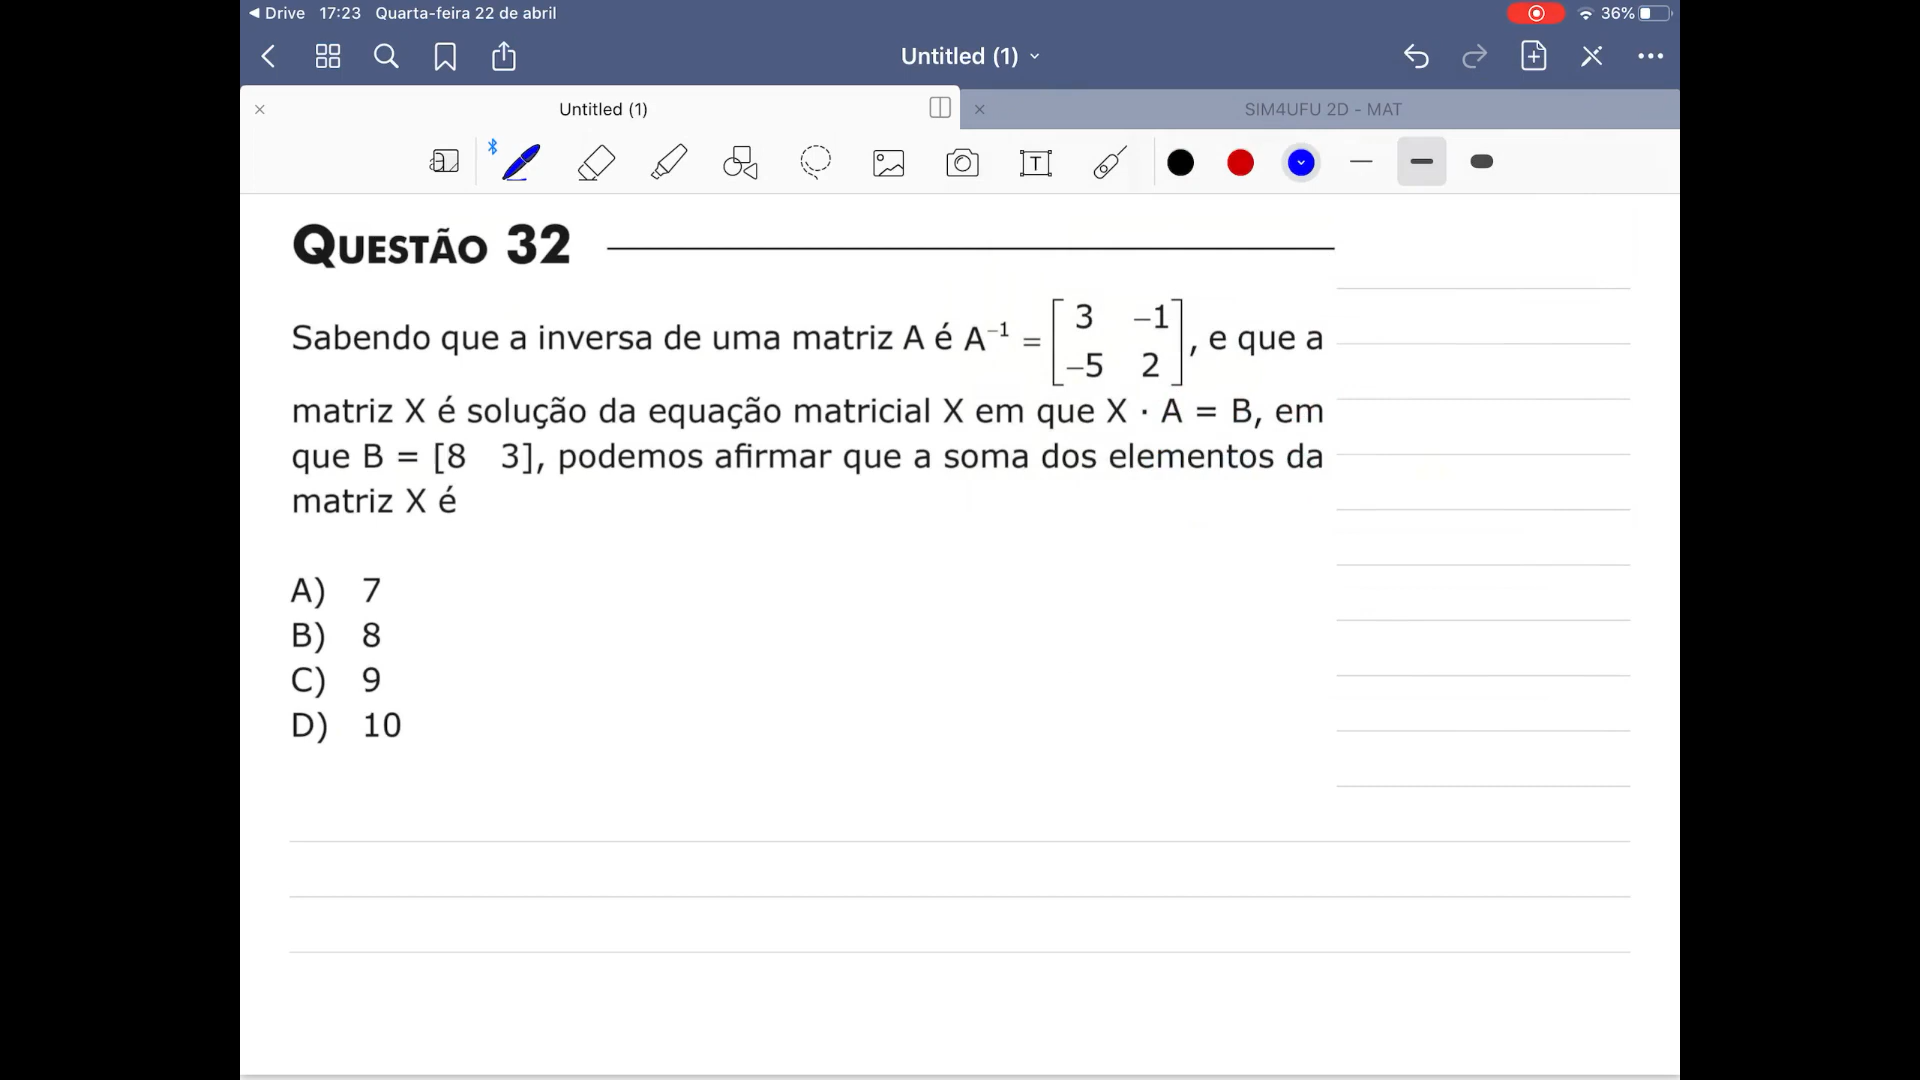 Drive 17:23 Quarta-feira 22 de abril
36%
Untitled (1)
Untitled (1)
SIM4UFU 2D - MAT
T
QUESTÃO 32
Sabendo que a inversa de uma matriz A é A⁻¹ = [3 −1; −5 2], e que a
matriz X é solução da equação matricial X em que X · A = B, em
que B = [8 3], podemos afirmar que a soma dos elementos da
matriz X é
A) 7
B) 8
C) 9
D) 10